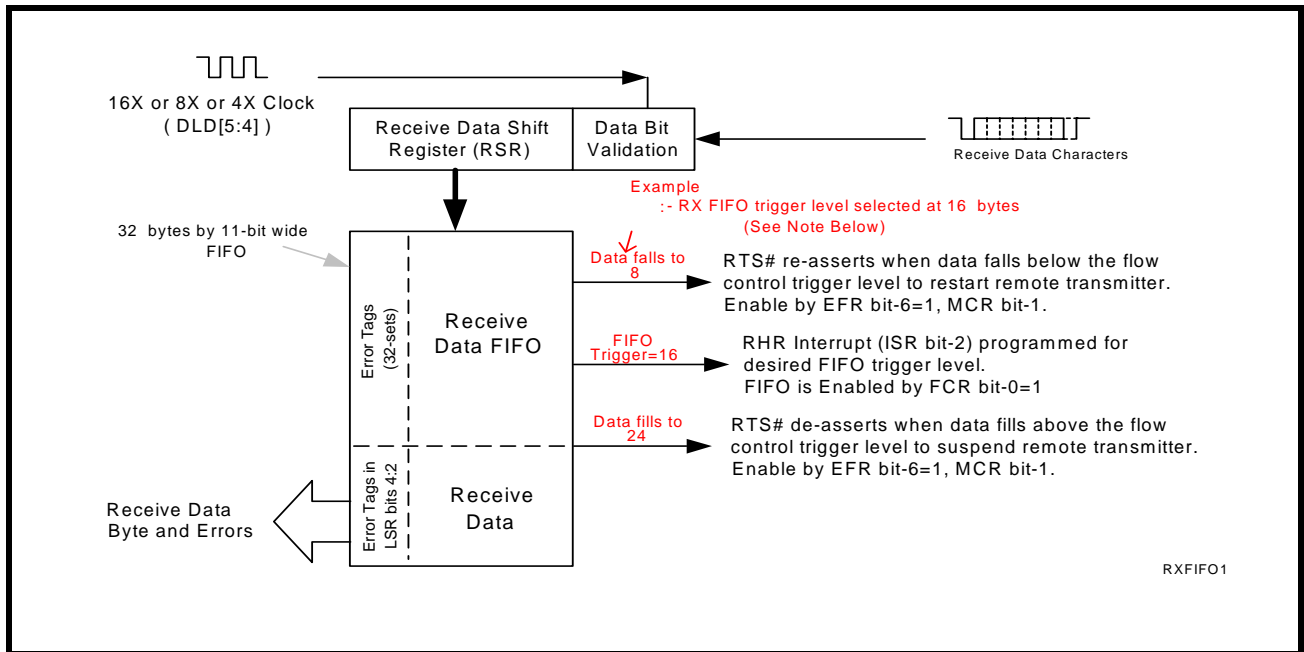 16X or 8X or 4X Clock
( DLD[5:4] )
Receive Data Shift
Register (RSR)
Data Bit
Validation
Receive Data Characters
Example
:- RX FIFO trigger level selected at 16 bytes
(See Note Below)
32 bytes by 11-bit wide
FIFO
Data falls to
8
RTS# re-asserts when data falls below the flow
control trigger level to restart remote transmitter.
Enable by EFR bit-6=1, MCR bit-1.
Error Tags
(32-sets)
Receive
Data FIFO
FIFO
Trigger=16
RHR Interrupt (ISR bit-2) programmed for
desired FIFO trigger level.
FIFO is Enabled by FCR bit-0=1
Data fills to
24
RTS# de-asserts when data fills above the flow
control trigger level to suspend remote transmitter.
Enable by EFR bit-6=1, MCR bit-1.
Error Tags in
LSR bits 4:2
Receive
Data
Receive Data
Byte and Errors
RXFIFO1